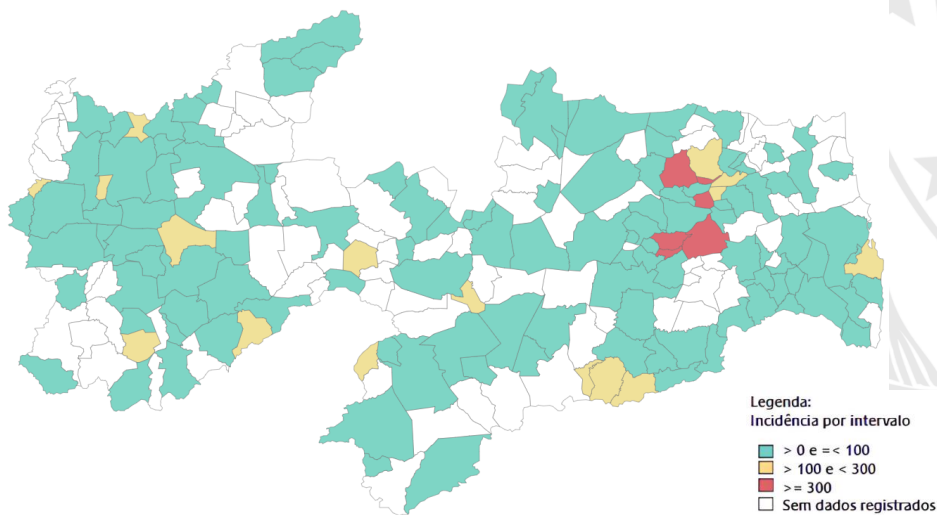 Legenda:
Incidência por intervalo
> 0 e =< 100
> 100 e < 300
>= 300
Sem dados registrados